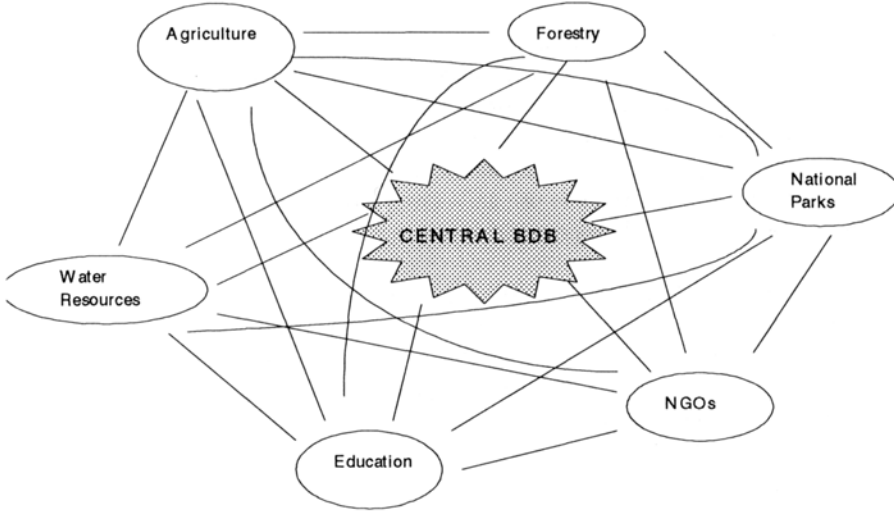 Agriculture
Forestry
National
Parks
CENTRAL BDB
Water
Resources
NGOs
Education